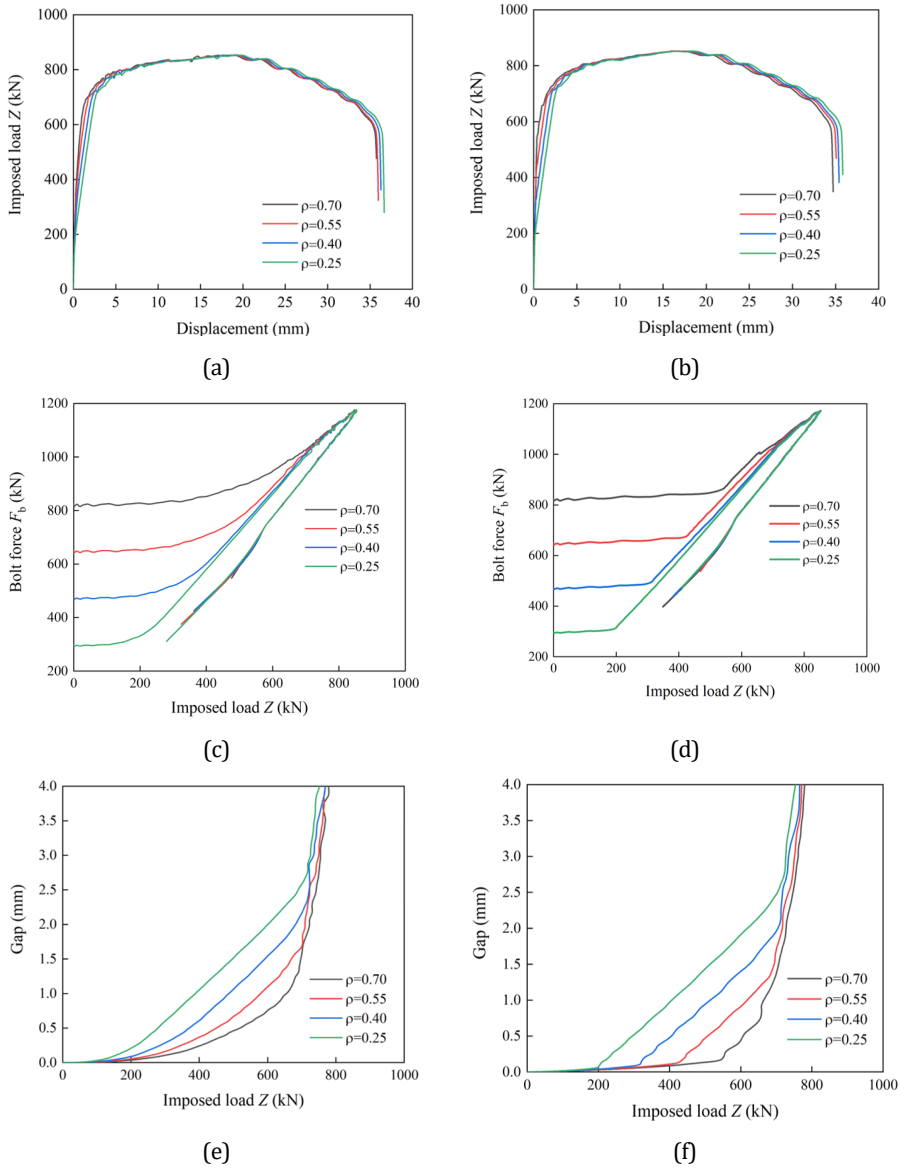 1000
800
600
400
200
0
0 5 10 15 20 25 30 35 40
Imposed load Z (kN)
Displacement (mm)
ρ=0.70
ρ=0.55
ρ=0.40
ρ=0.25
(a)
1000
800
600
400
200
0
0 5 10 15 20 25 30 35 40
Imposed load Z (kN)
Displacement (mm)
ρ=0.70
ρ=0.55
ρ=0.40
ρ=0.25
(b)
1200
1000
800
600
400
200
0 200 400 600 800 1000
Bolt force Fb (kN)
Imposed load Z (kN)
ρ=0.70
ρ=0.55
ρ=0.40
ρ=0.25
(c)
1200
1000
800
600
400
200
0 200 400 600 800 1000
Bolt force Fb (kN)
Imposed load Z (kN)
ρ=0.70
ρ=0.55
ρ=0.40
ρ=0.25
(d)
4.0
3.5
3.0
2.5
2.0
1.5
1.0
0.5
0.0
0 200 400 600 800 1000
Gap (mm)
Imposed load Z (kN)
ρ=0.70
ρ=0.55
ρ=0.40
ρ=0.25
(e)
4.0
3.5
3.0
2.5
2.0
1.5
1.0
0.5
0.0
0 200 400 600 800 1000
Gap (mm)
Imposed load Z (kN)
ρ=0.70
ρ=0.55
ρ=0.40
ρ=0.25
(f)